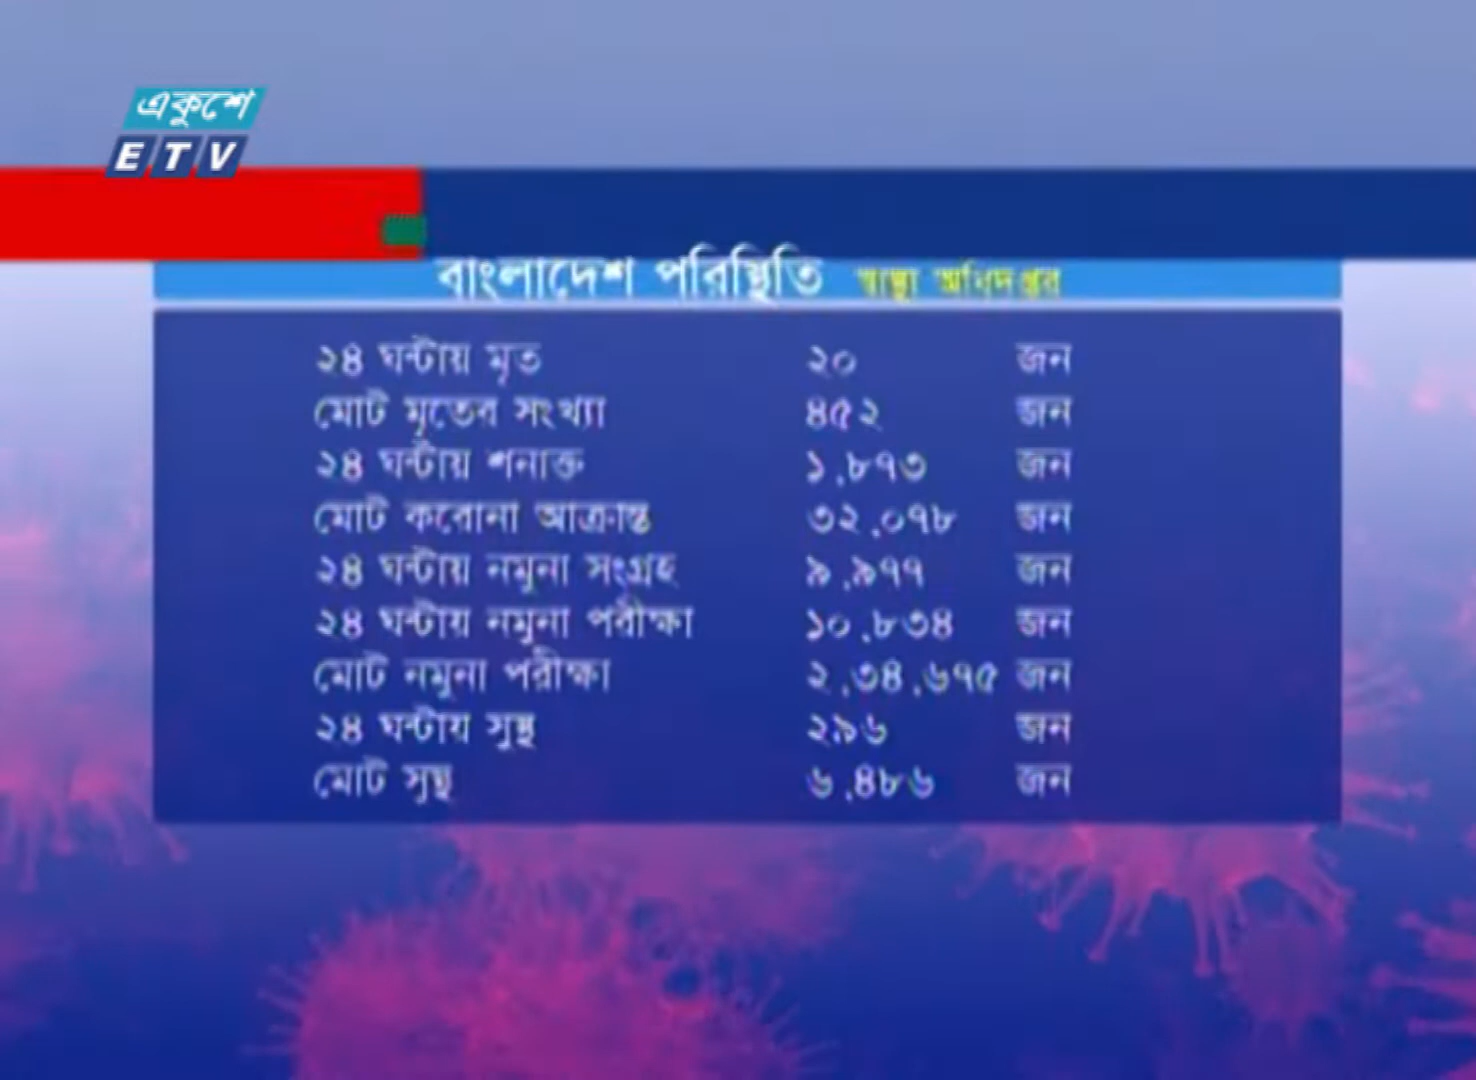 একুশে
ETV
বাংলাদেশ পরিস্থিতি স্বাস্থ্য অধিদপ্তর
২৪ ঘন্টায় মৃত ২০ জন
মোট মৃতের সংখ্যা ৪৫২ জন
২৪ ঘন্টায় শনাক্ত ১,৮৭৩ জন
মোট করোনা আক্রান্ত ৩২,০৭৮ জন
২৪ ঘন্টায় নমুনা সংগ্রহ ৯,৯৭৭ জন
২৪ ঘন্টায় নমুনা পরীক্ষা ১০,৮৩৪ জন
মোট নমুনা পরীক্ষা ২,৩৪,৬৭৫ জন
২৪ ঘন্টায় সুস্থ ২৯৬ জন
মোট সুস্থ ৬,৪৮৬ জন